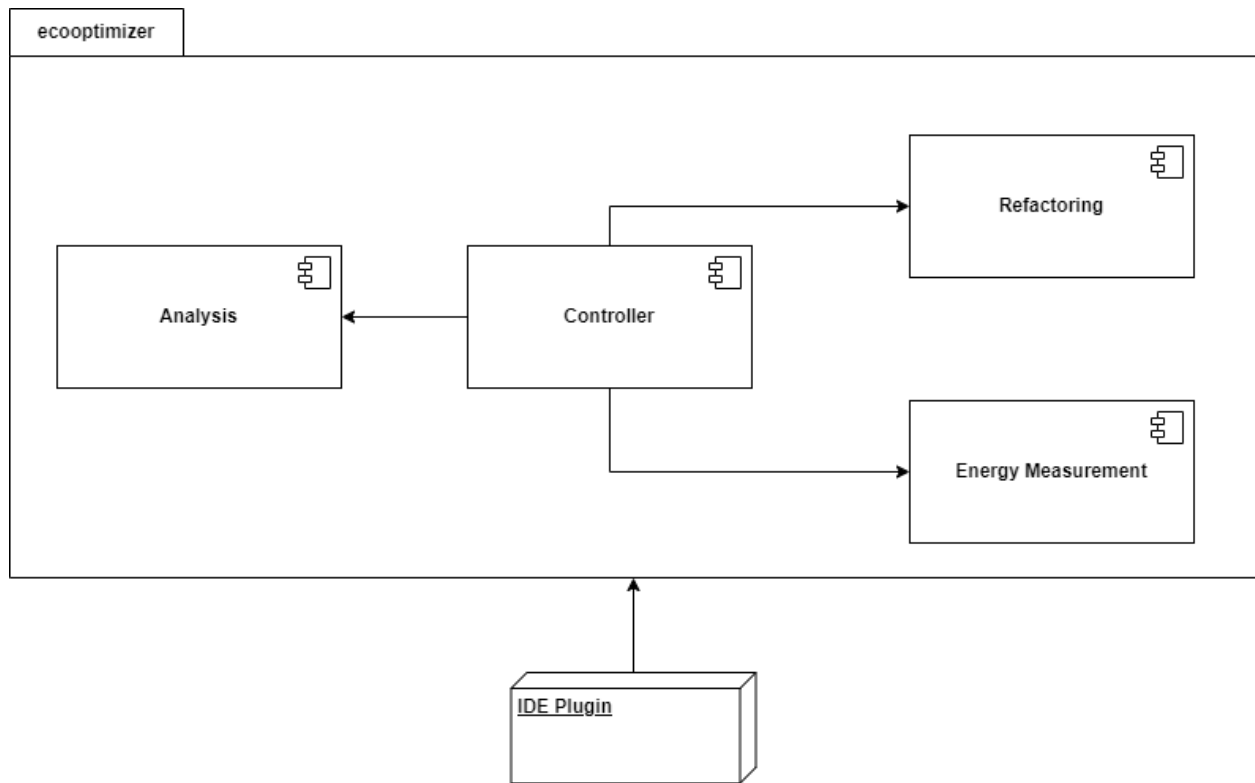 ecooptimizer
Refactoring
Analysis
Controller
Energy Measurement
IDE Plugin